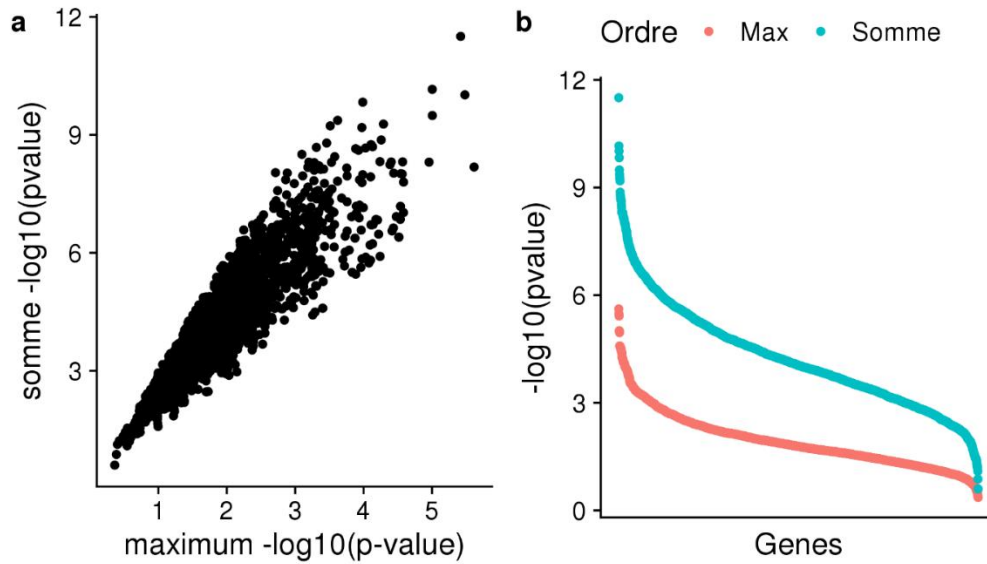 a
12
9
6
3
somme -log10(pvalue)
1 2 3 4 5
maximum -log10(p-value)
b
Ordre Max Somme
12
9
6
3
0
-log10(pvalue)
Genes